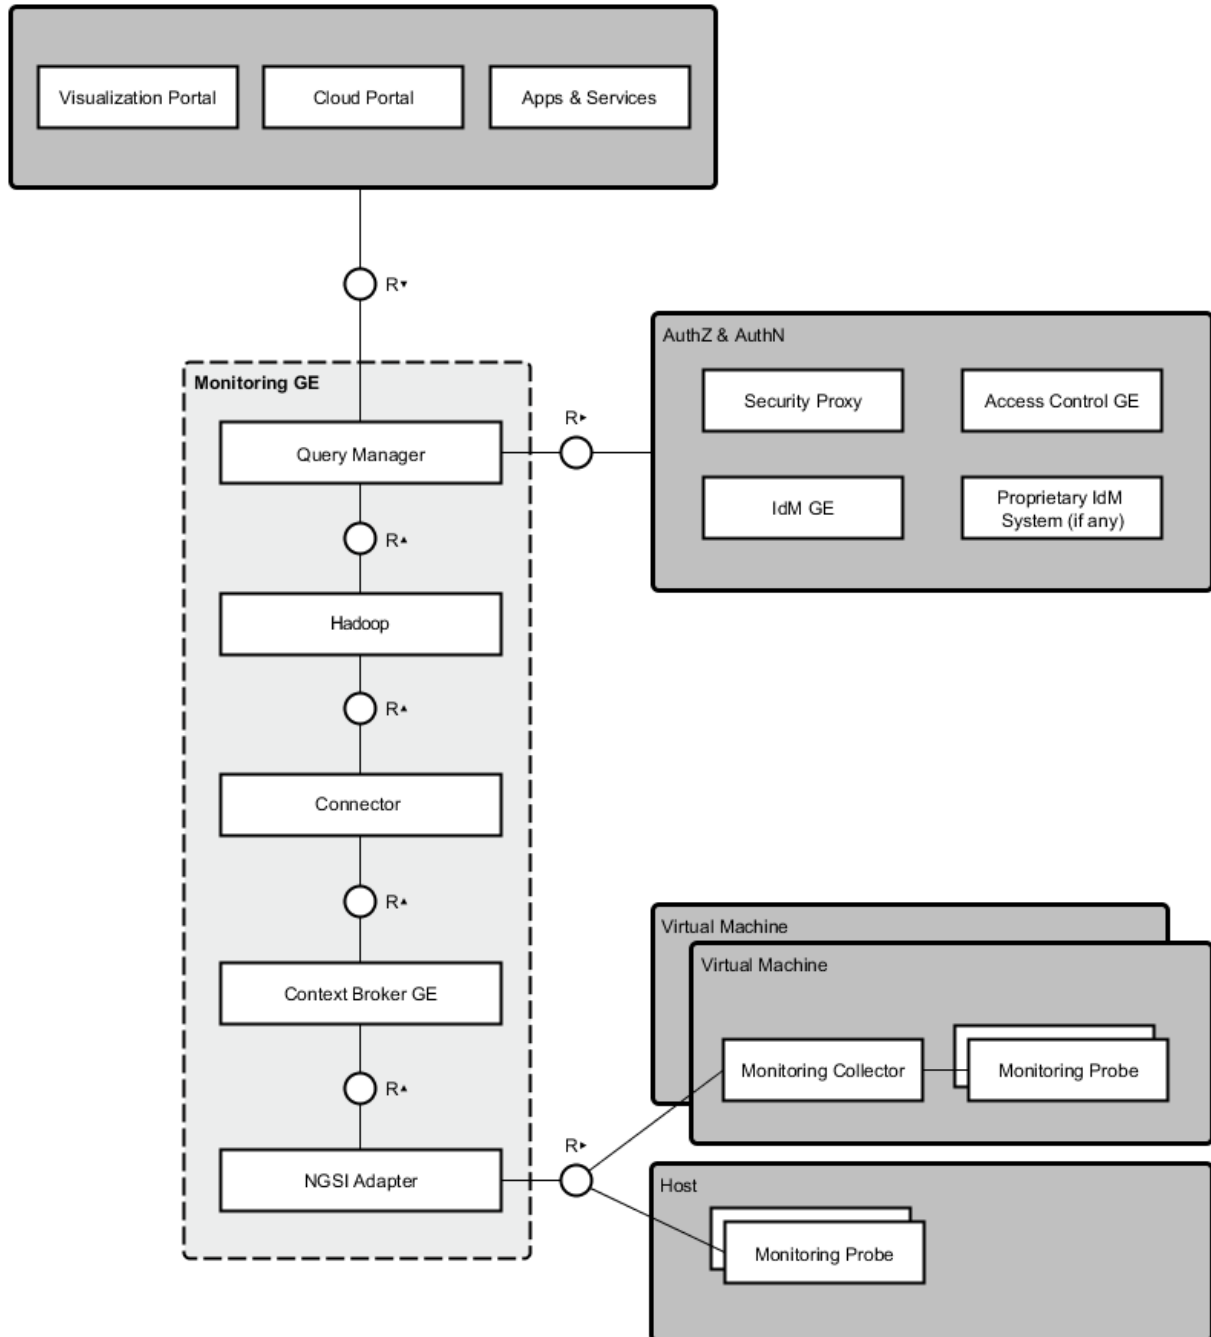 Visualization Portal
Cloud Portal
Apps & Services
R▾
AuthZ & AuthN
Monitoring GE
Security Proxy
Access Control GE
R▸
Query Manager
IdM GE
Proprietary IdM
System (if any)
R▴
Hadoop
R▴
Connector
R▴
Virtual Machine
Virtual Machine
Context Broker GE
Monitoring Collector
Monitoring Probe
R▴
R▸
NGSI Adapter
Host
Monitoring Probe